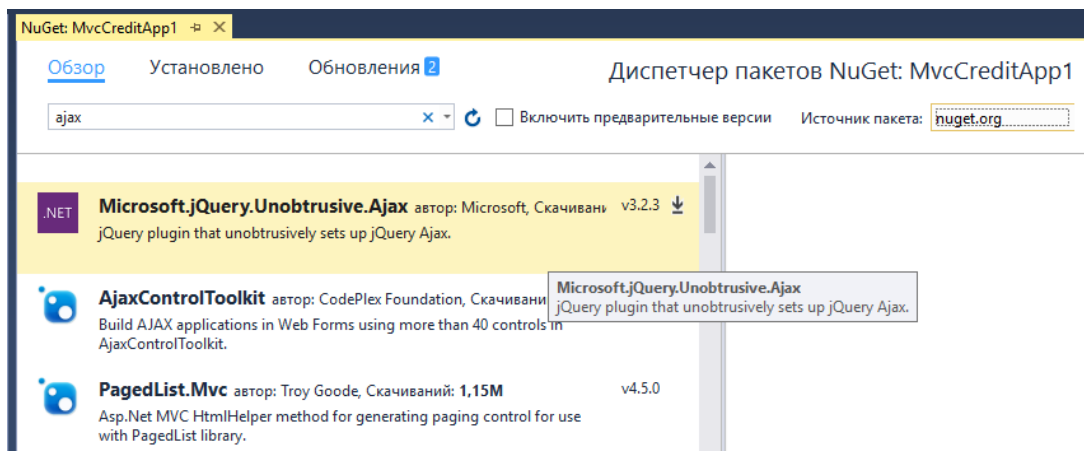 NuGet: MvcCreditApp1
Обзор Установлено Обновления 2
Диспетчер пакетов NuGet: MvcCreditApp1
ajax
Включить предварительные версии
Источник пакета: nuget.org
.NET
Microsoft.jQuery.Unobtrusive.Ajax автор: Microsoft, Скачивани v3.2.3
jQuery plugin that unobtrusively sets up jQuery Ajax.
Microsoft.jQuery.Unobtrusive.Ajax
jQuery plugin that unobtrusively sets up jQuery Ajax.
AjaxControlToolkit автор: CodePlex Foundation, Скачивани
Build AJAX applications in Web Forms using more than 40 controls in
AjaxControlToolkit.
PagedList.Mvc автор: Troy Goode, Скачиваний: 1,15M v4.5.0
Asp.Net MVC HtmlHelper method for generating paging control for use
with PagedList library.